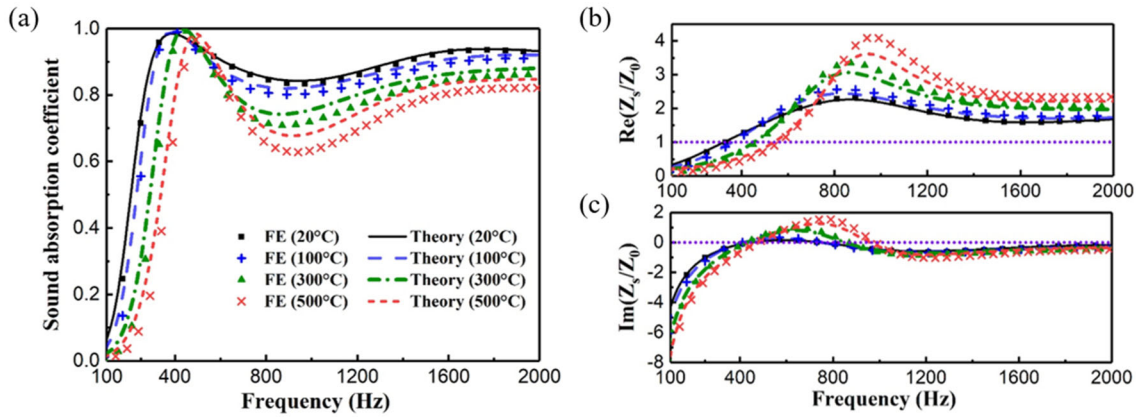 (a)
Sound absorption coefficient
1.0
0.8
0.6
0.4
0.2
0.0
FE (20°C)
FE (100°C)
FE (300°C)
FE (500°C)
Theory (20°C)
Theory (100°C)
Theory (300°C)
Theory (500°C)
100 400 800 1200 1600 2000
Frequency (Hz)
(b)
Re(Zs/Z0)
4
3
2
1
0
100 400 800 1200 1600 2000
(c)
Im(Zs/Z0)
2
0
-2
-4
-6
-8
100 400 800 1200 1600 2000
Frequency (Hz)